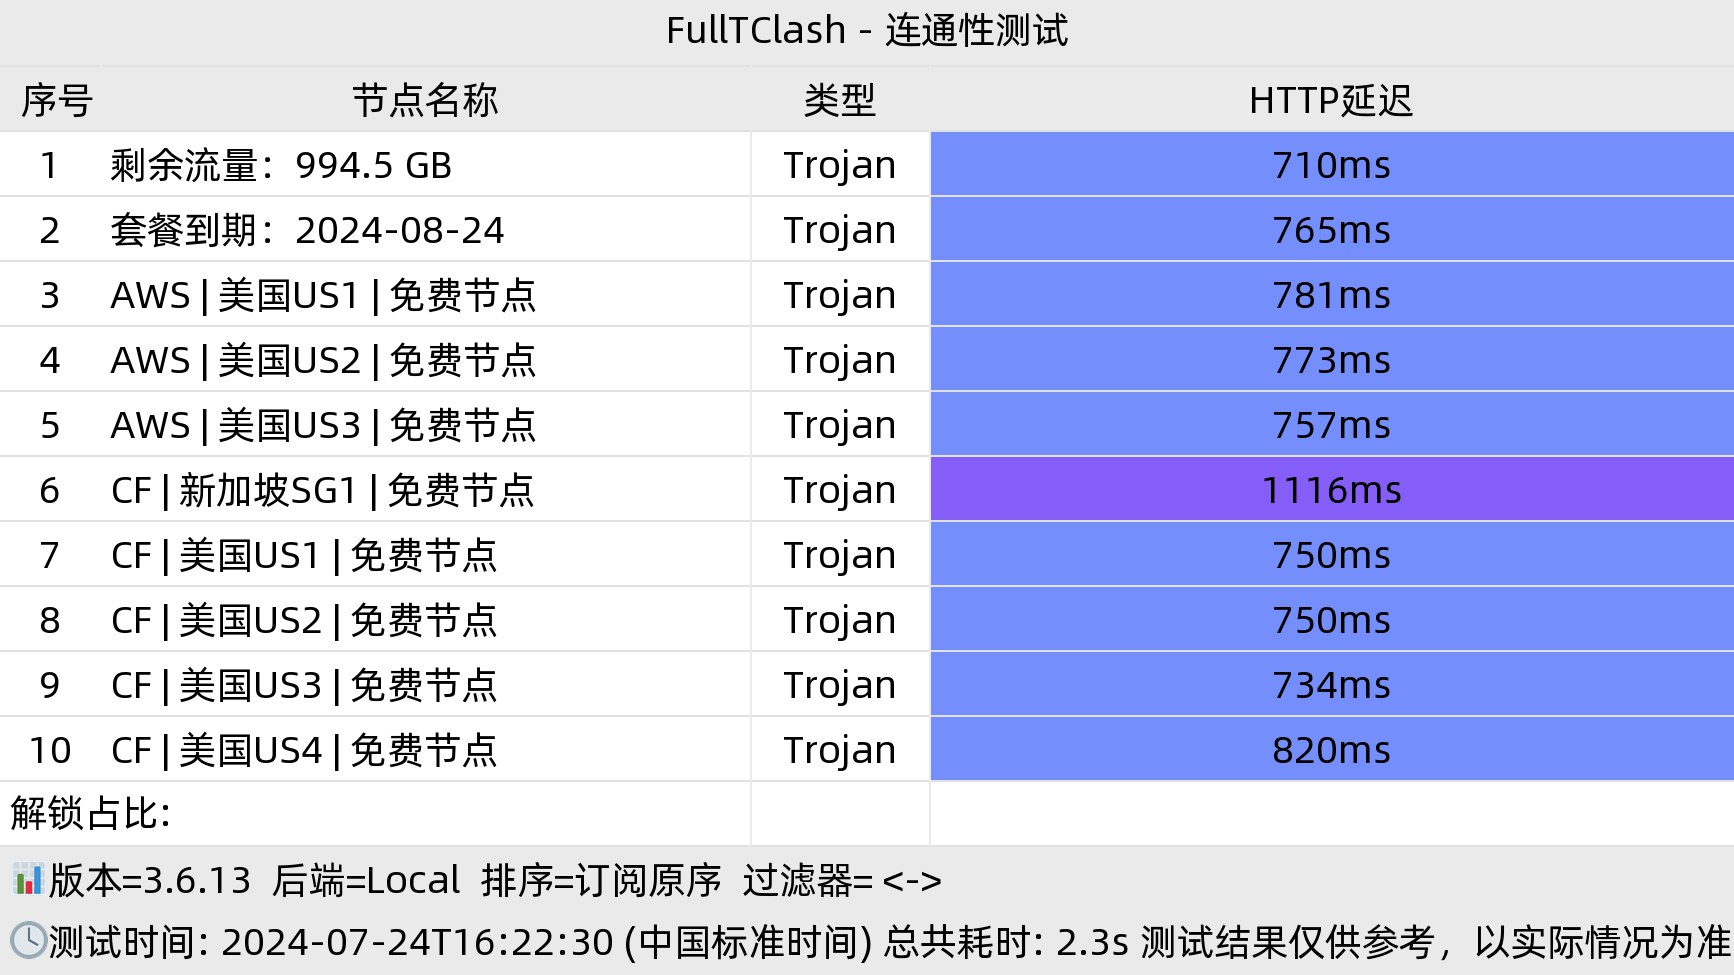 FullTClash - 连通性测试
序号 节点名称 类型 HTTP延迟
1 剩余流量：994.5 GB Trojan 710ms
2 套餐到期：2024-08-24 Trojan 765ms
3 AWS | 美国US1 | 免费节点 Trojan 781ms
4 AWS | 美国US2 | 免费节点 Trojan 773ms
5 AWS | 美国US3 | 免费节点 Trojan 757ms
6 CF | 新加坡SG1 | 免费节点 Trojan 1116ms
7 CF | 美国US1 | 免费节点 Trojan 750ms
8 CF | 美国US2 | 免费节点 Trojan 750ms
9 CF | 美国US3 | 免费节点 Trojan 734ms
10 CF | 美国US4 | 免费节点 Trojan 820ms
解锁占比:
版本=3.6.13 后端=Local 排序=订阅原序 过滤器= <->
测试时间: 2024-07-24T16:22:30 (中国标准时间) 总共耗时: 2.3s 测试结果仅供参考，以实际情况为准